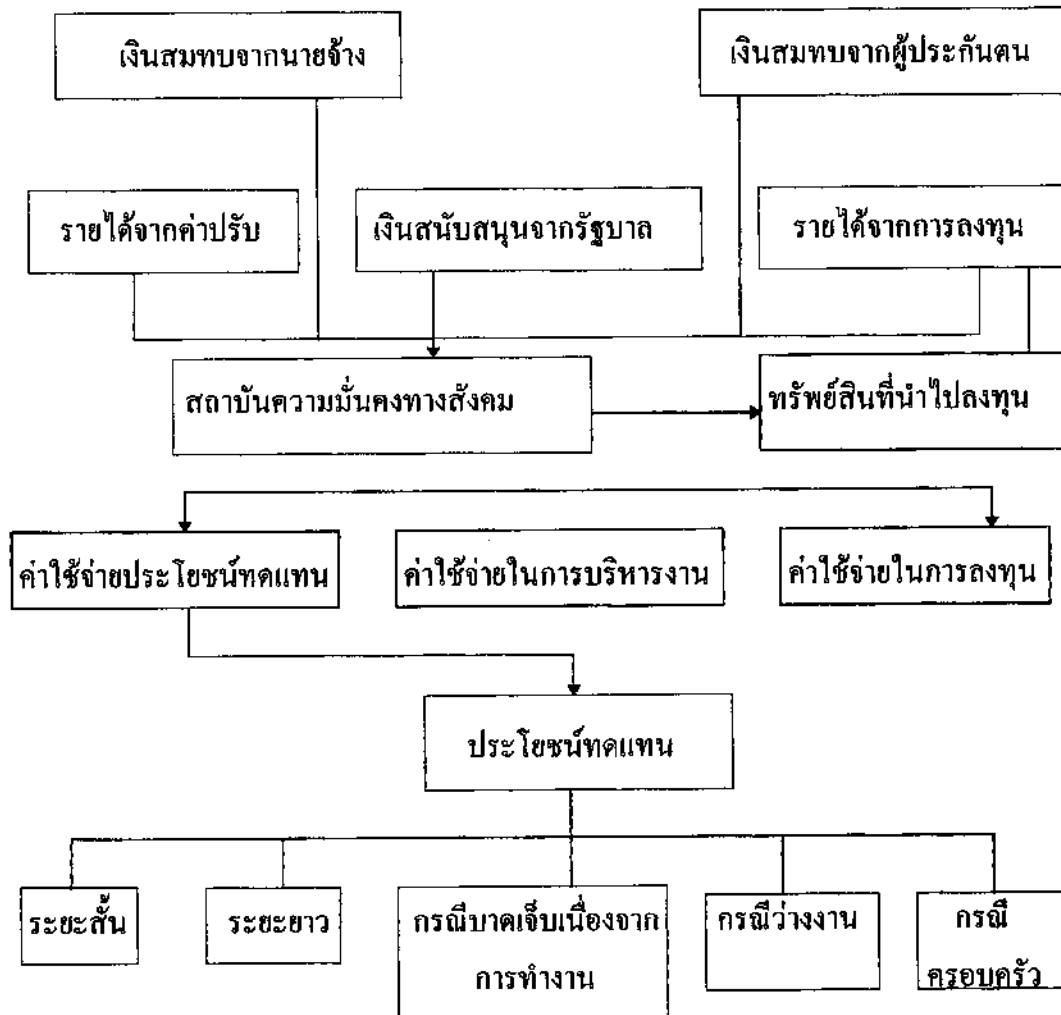 เงินสมทบจากนายจ้าง
เงินสมทบจากผู้ประกันตน
รายได้จากค่าปรับ
เงินสนับสนุนจากรัฐบาล
รายได้จากการลงทุน
สถาบันความมั่นคงทางสังคม
ทรัพย์สินที่นำไปลงทุน
ค่าใช้จ่ายประโยชน์ทดแทน
ค่าใช้จ่ายในการบริหารงาน
ค่าใช้จ่ายในการลงทุน
ประโยชน์ทดแทน
ระยะสั้น
ระยะยาว
กรณีบาดเจ็บเนื่องจาก
การทำงาน
กรณีว่างงาน
กรณี
ครอบครัว